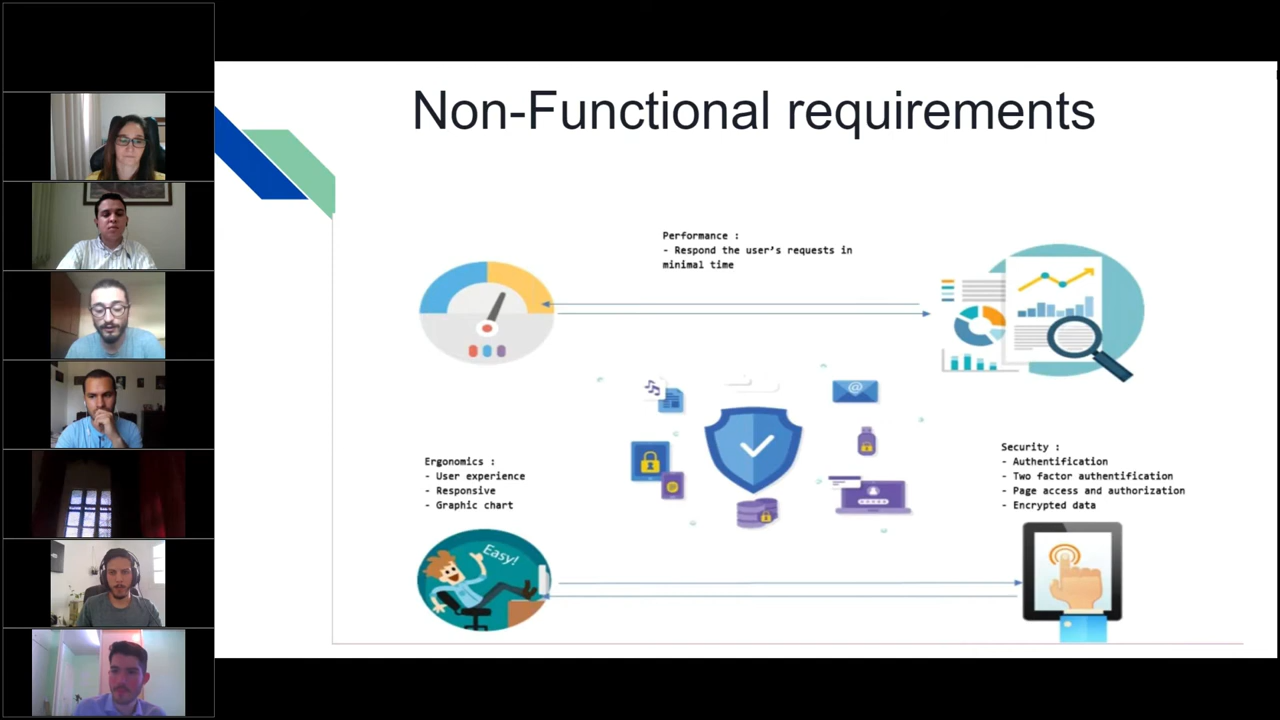 Non-Functional requirements
Performance :
- Respond the user's requests in
minimal time
Ergonomics :
- User experience
- Responsive
- Graphic chart
Security :
- Authentification
- Two factor authentification
- Page access and authorization
- Encrypted data
@
Easy!